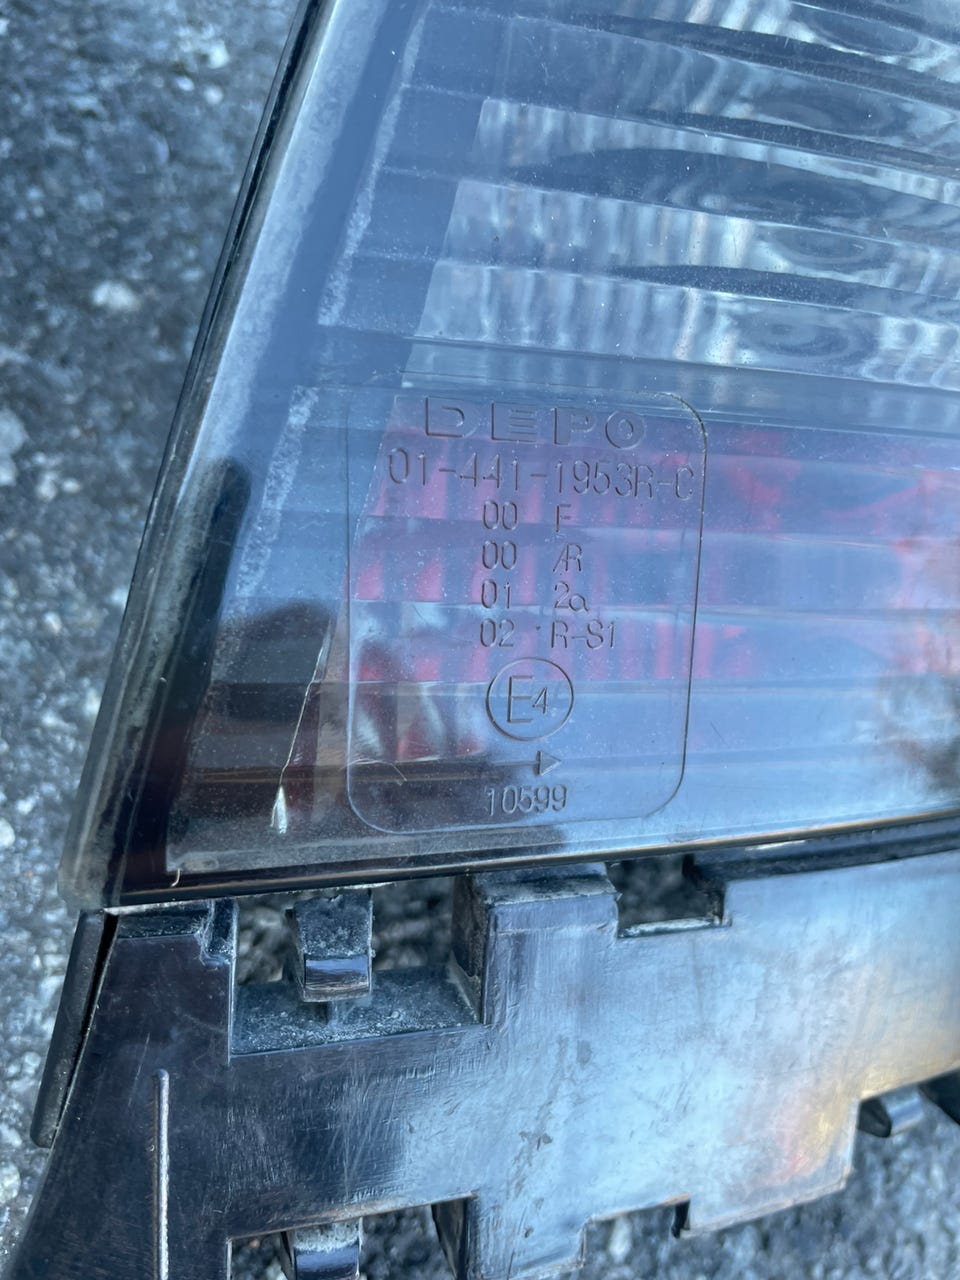 DEPO
01-441-1953R-C
00 F
00 AR
01 2a
02 R-S1
E4
10599